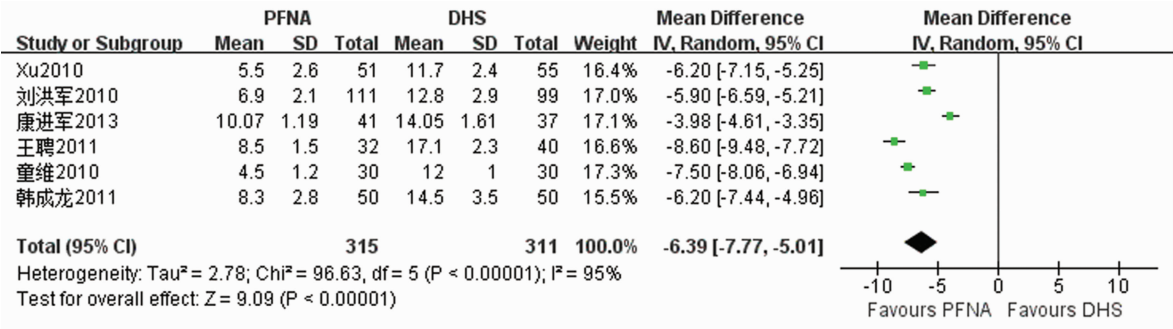 PFNA DHS Mean Difference Mean Difference
Study or Subgroup Mean SD Total Mean SD Total Weight IV, Random, 95% CI IV, Random, 95% CI
Xu2010 5.5 2.6 51 11.7 2.4 55 16.4% -6.20 [-7.15, -5.25]
刘洪军2010 6.9 2.1 111 12.8 2.9 99 17.0% -5.90 [-6.59, -5.21]
康进军2013 10.07 1.19 41 14.05 1.61 37 17.1% -3.98 [-4.61, -3.35]
王聘2011 8.5 1.5 32 17.1 2.3 40 16.6% -8.60 [-9.48, -7.72]
童维2010 4.5 1.2 30 12 1 30 17.3% -7.50 [-8.06, -6.94]
韩成龙2011 8.3 2.8 50 14.5 3.5 50 15.5% -6.20 [-7.44, -4.96]
Total (95% CI) 315 311 100.0% -6.39 [-7.77, -5.01]
Heterogeneity: Tau² = 2.78; Chi² = 96.63, df = 5 (P < 0.00001); I² = 95%
Test for overall effect: Z = 9.09 (P < 0.00001)
-10 -5 0 5 10
Favours PFNA Favours DHS